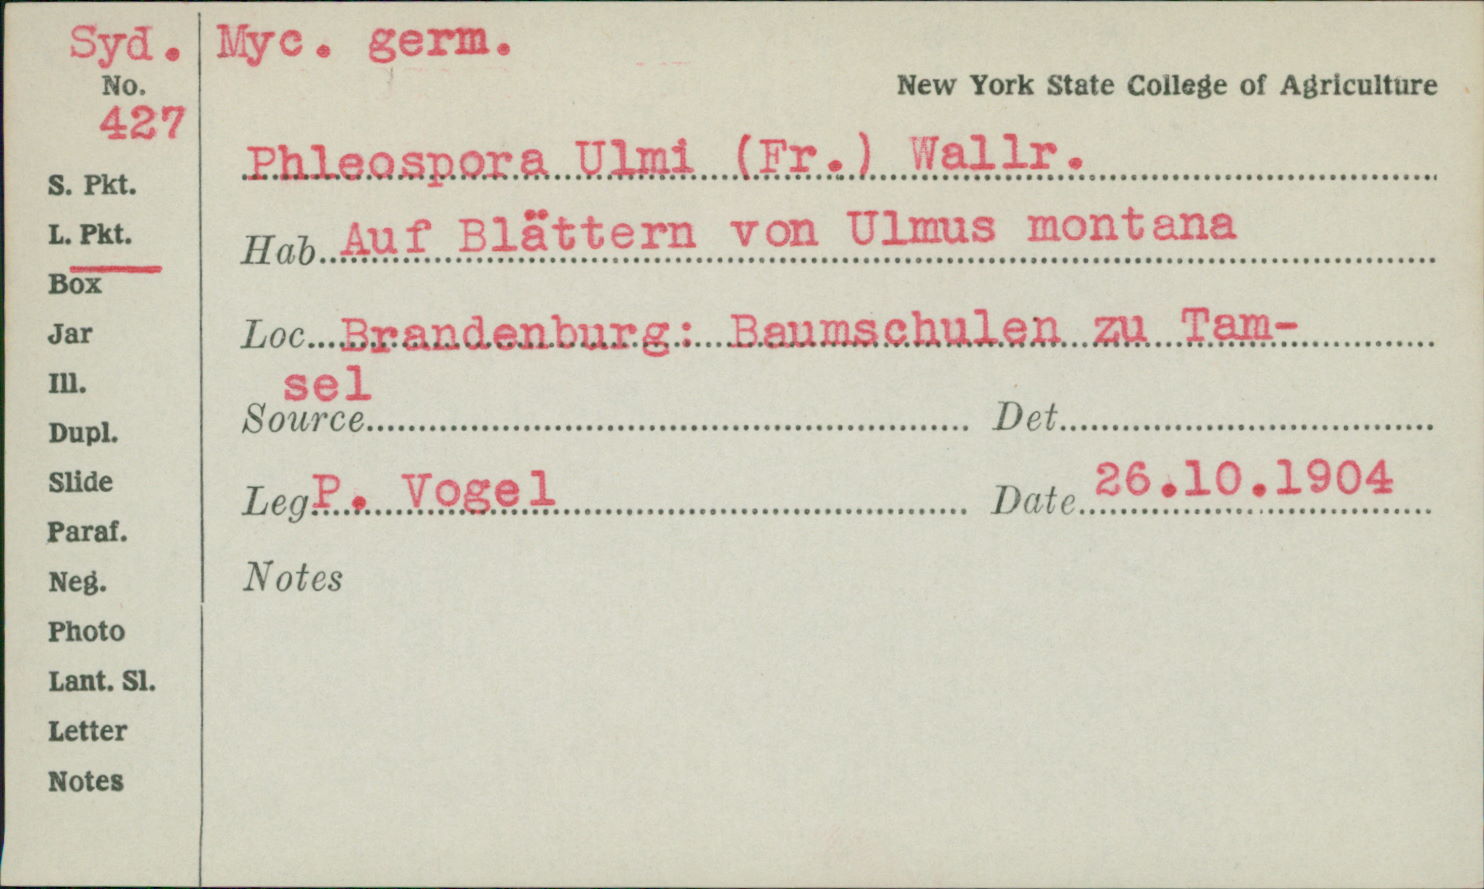 Syd. Myc. germ.
No.
New York State College of Agriculture
427
Phleospora Ulmi (Fr.) Wallr.
S. Pkt.
L. Pkt.
Hab. Auf Blättern von Ulmus montana
Box
Jar
Loc. Brandenburg: Baumschulen zu Tam-
sel
Ill.
Source Det
Dupl.
Slide
Leg P. Vogel Date 26.10.1904
Paraf.
Neg.
Notes
Photo
Lant. Sl.
Letter
Notes